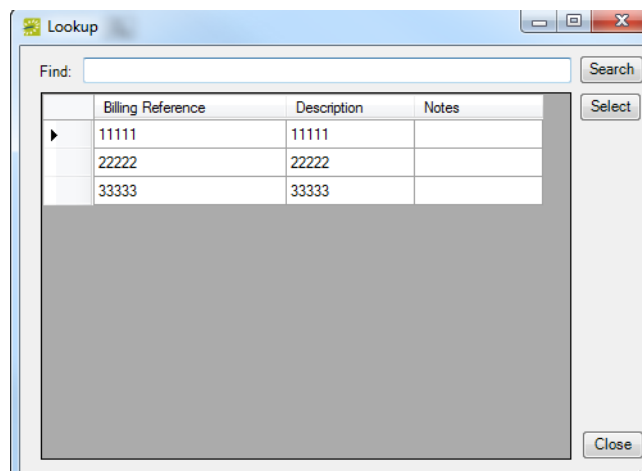 Lookup
Find: Search
Select
Billing Reference Description Notes
11111 11111
22222 22222
33333 33333
Close